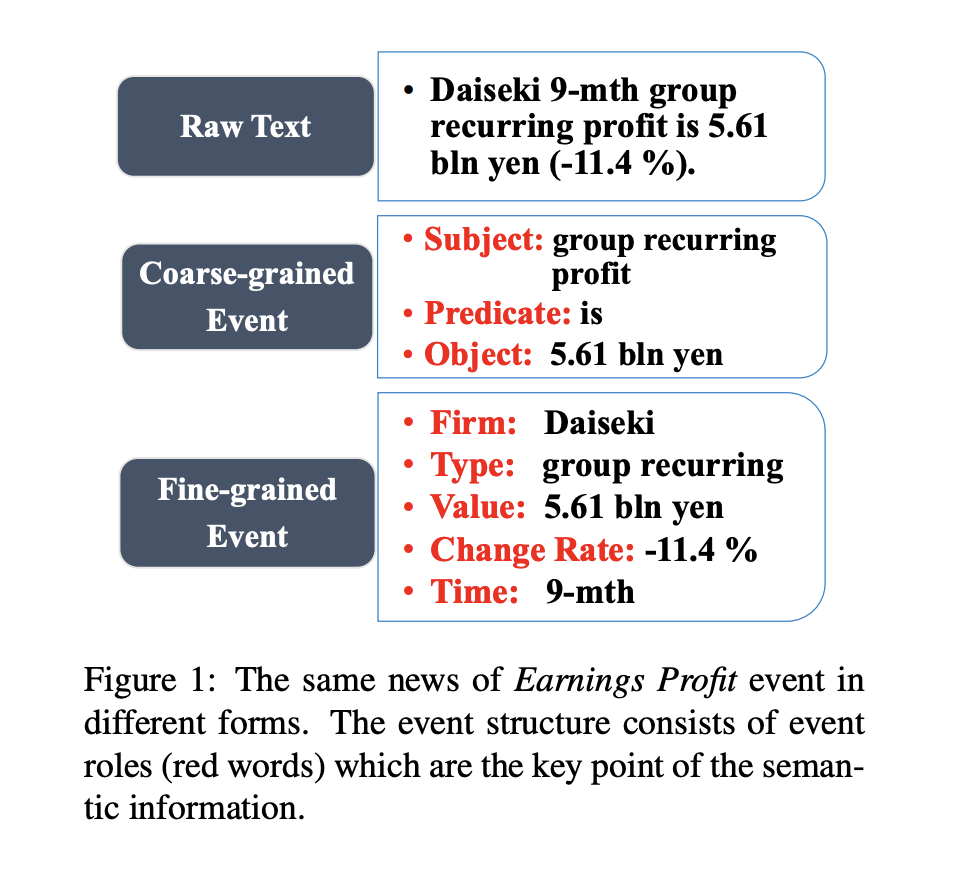 Raw Text
• Daiseki 9-mth group
recurring profit is 5.61
bln yen (-11.4 %).
Coarse-grained
Event
• Subject: group recurring
profit
• Predicate: is
• Object: 5.61 bln yen
Fine-grained
Event
• Firm: Daiseki
• Type: group recurring
• Value: 5.61 bln yen
• Change Rate: -11.4 %
• Time: 9-mth
Figure 1: The same news of Earnings Profit event in
different forms. The event structure consists of event
roles (red words) which are the key point of the seman-
tic information.